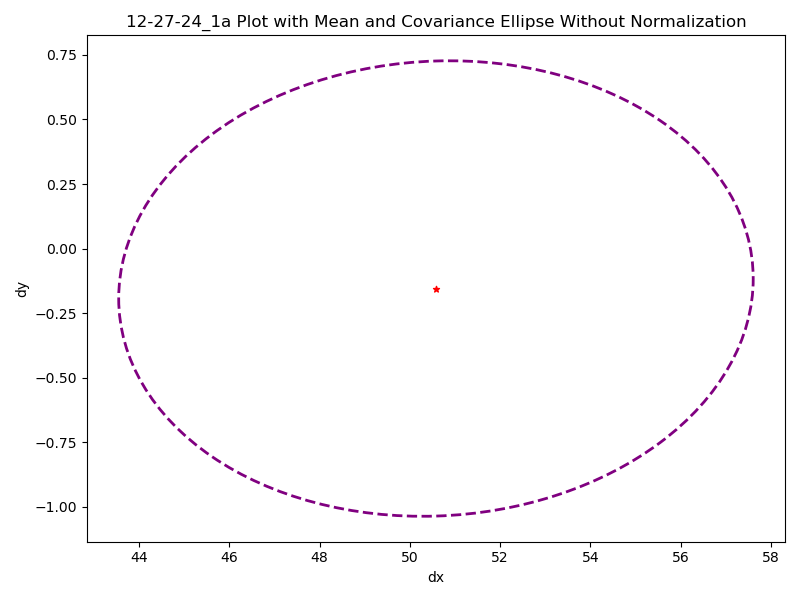 12-27-24_1a Plot with Mean and Covariance Ellipse Without Normalization
0.75
0.50
0.25
0.00
−0.25
−0.50
−0.75
−1.00
dy
44 46 48 50 52 54 56 58
dx